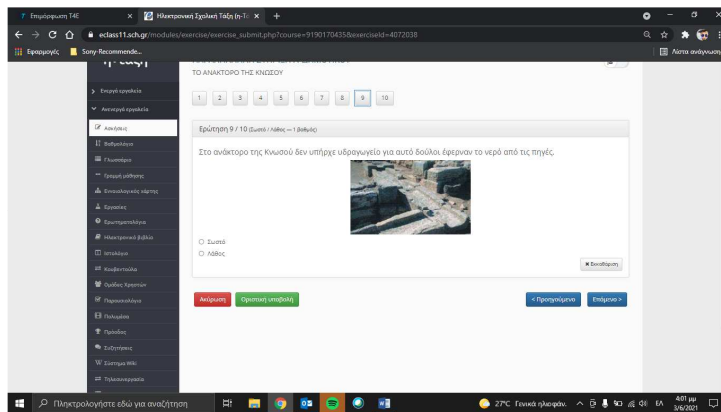 Επιμόρφωση T4E
Ηλεκτρονική Σχολική Τάξη (η-Τά
eclass11.sch.gr/modules/exercise/exercise_submit.php?course=9190170435&exerciseId=4072038
Εφαρμογές
Sony-Recommende...
Λίστα ανάγνωσης
ΤΟ ΑΝΑΚΤΟΡΟ ΤΗΣ ΚΝΩΣΟΥ
Ενεργά εργαλεία
1 2 3 4 5 6 7 8 9 10
Ανενεργά εργαλεία
Ασκήσεις
Ερώτηση 9 / 10 (Σωστό / Λάθος — 1 βαθμός)
Βαθμολόγιο
Στο ανάκτορο της Κνωσού δεν υπήρχε υδραγωγείο για αυτό δούλοι έφερναν το νερό από τις πηγές.
Γλωσσάριο
Γραμμή μάθησης
Εννοιολογικός χάρτης
Εργασίες
Ερωτηματολόγια
Ηλεκτρονικό βιβλίο
Σωστό
Ιστολόγιο
Λάθος
Κουβεντούλα
Εκκαθάριση
Ομάδες Χρηστών
Παρουσιολόγιο
Ακύρωση
Οριστική υποβολή
< Προηγούμενο
Επόμενο >
Πολυμέσα
Πρόοδος
Συζητήσεις
Σύστημα Wiki
Τηλεσυνεργασία
Πληκτρολογήστε εδώ για αναζήτηση
27°C Γενικά ηλιοφάν.
ΕΛ
4:01 μμ
3/6/2021